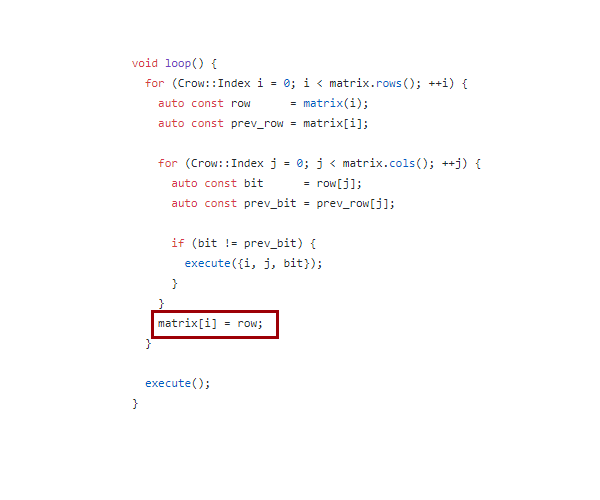 void loop() {
  for (Crow::Index i = 0; i < matrix.rows(); ++i) {
    auto const row      = matrix(i);
    auto const prev_row = matrix[i];
    for (Crow::Index j = 0; j < matrix.cols(); ++j) {
      auto const bit      = row[j];
      auto const prev_bit = prev_row[j];
      if (bit != prev_bit) {
        execute({i, j, bit});
      }
    }
    matrix[i] = row;
  }
  execute();
}